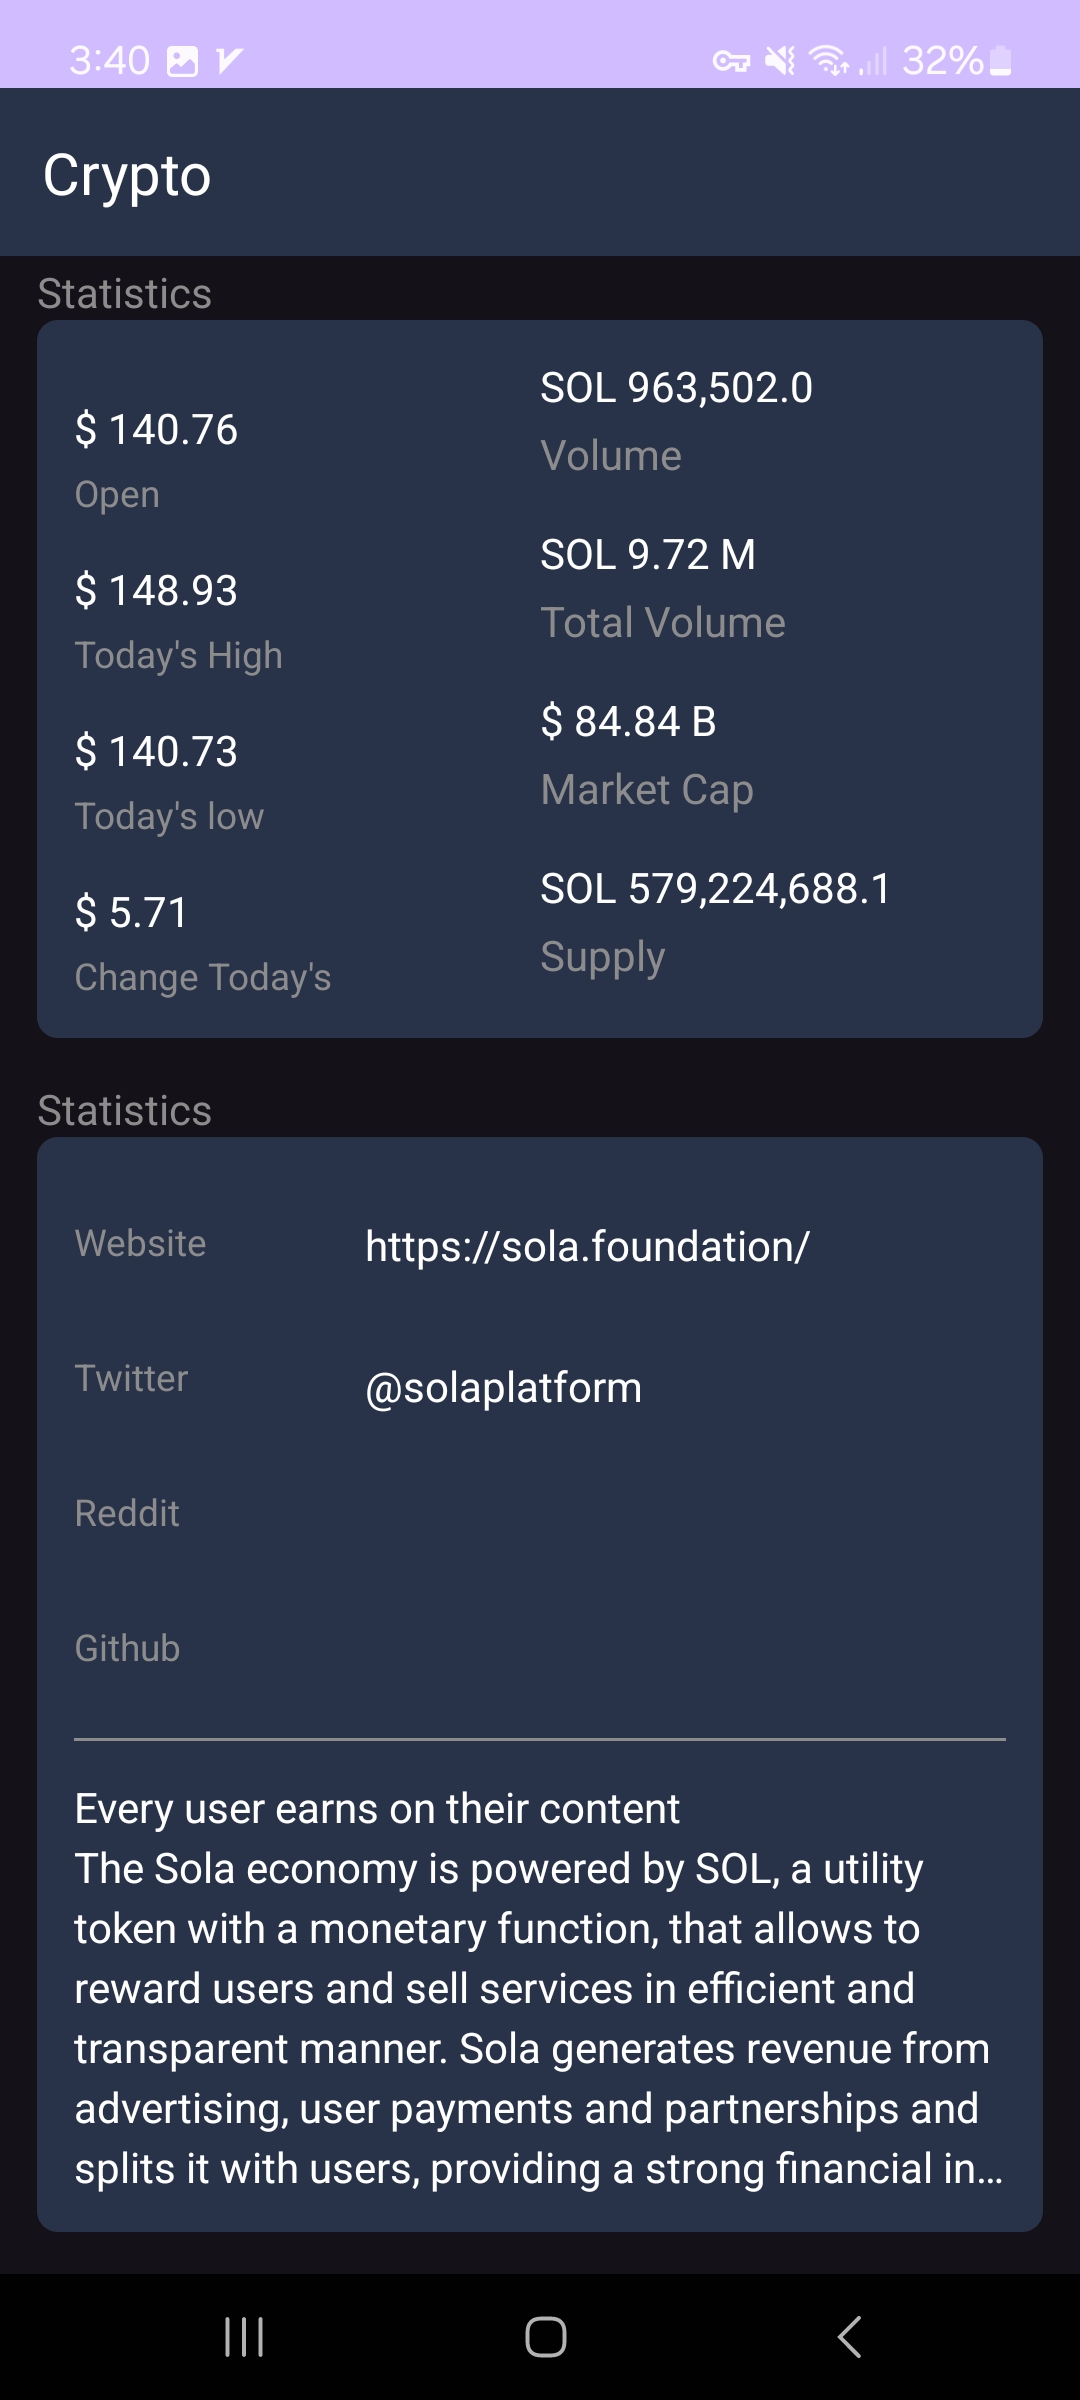 3:40
32%
Crypto
Statistics
$ 140.76
Open
$ 148.93
Today's High
$ 140.73
Today's low
$ 5.71
Change Today's
SOL 963,502.0
Volume
SOL 9.72 M
Total Volume
$ 84.84 B
Market Cap
SOL 579,224,688.1
Supply
Statistics
Website https://sola.foundation/
Twitter @solaplatform
Reddit
Github
Every user earns on their content
The Sola economy is powered by SOL, a utility
token with a monetary function, that allows to
reward users and sell services in efficient and
transparent manner. Sola generates revenue from
advertising, user payments and partnerships and
splits it with users, providing a strong financial in…